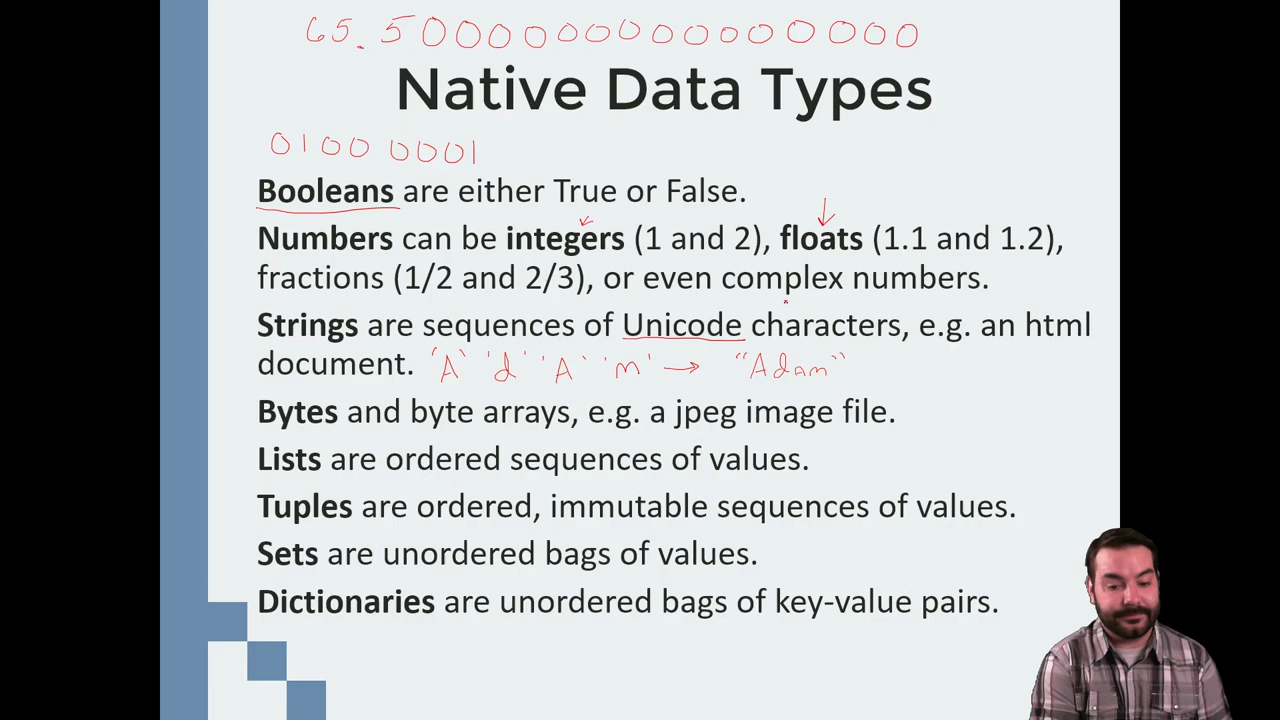 65.500000000000000
Native Data Types
0100 0001
Booleans are either True or False.
Numbers can be integers (1 and 2), floats (1.1 and 1.2),
fractions (1/2 and 2/3), or even complex numbers.
Strings are sequences of Unicode characters, e.g. an html
document. 'A' 'd' 'A' 'm' → "Adam"
Bytes and byte arrays, e.g. a jpeg image file.
Lists are ordered sequences of values.
Tuples are ordered, immutable sequences of values.
Sets are unordered bags of values.
Dictionaries are unordered bags of key-value pairs.